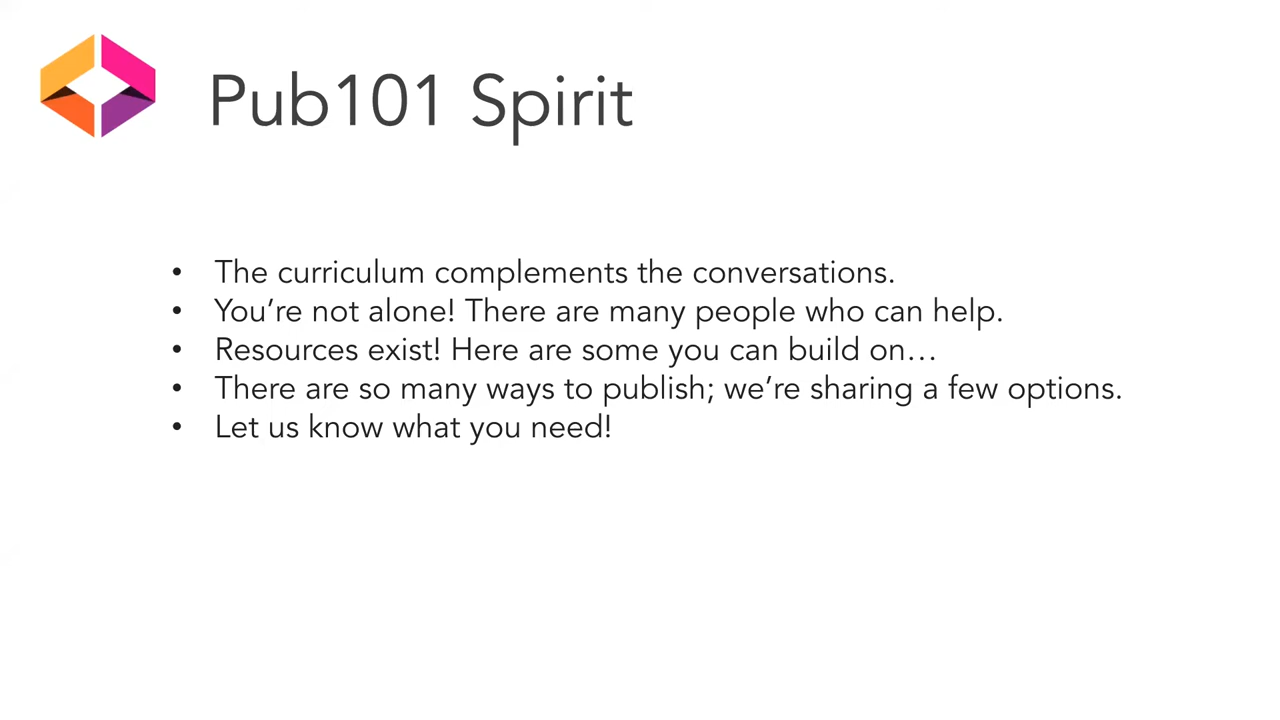 Pub101 Spirit
• The curriculum complements the conversations.
• You’re not alone! There are many people who can help.
• Resources exist! Here are some you can build on…
• There are so many ways to publish; we’re sharing a few options.
• Let us know what you need!